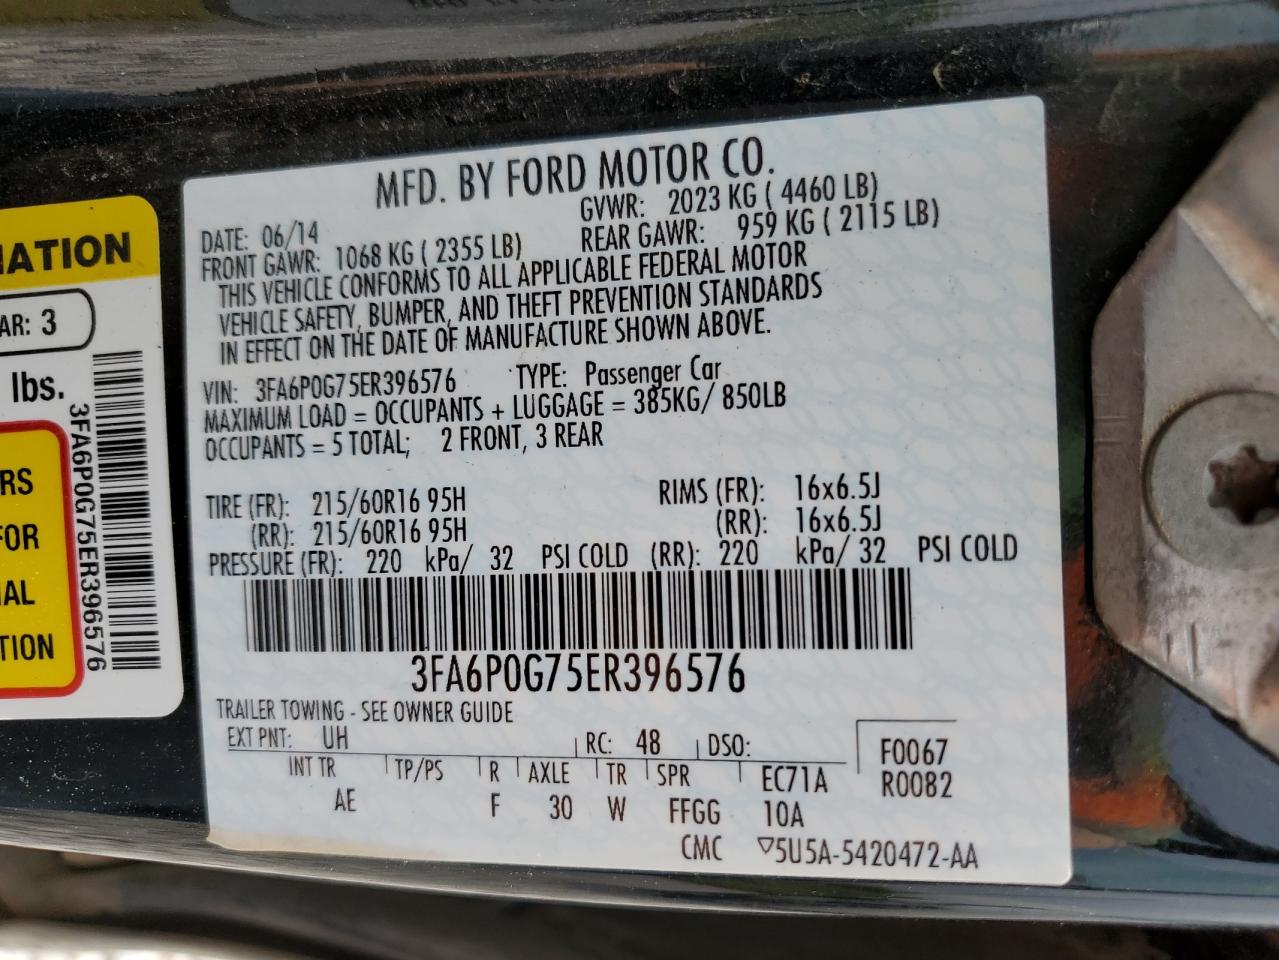 MFD. BY FORD MOTOR CO.
DATE: 06/14 GVWR: 2023 KG ( 4460 LB)
FRONT GAWR: 1068 KG ( 2355 LB) REAR GAWR: 959 KG ( 2115 LB)
THIS VEHICLE CONFORMS TO ALL APPLICABLE FEDERAL MOTOR
VEHICLE SAFETY, BUMPER, AND THEFT PREVENTION STANDARDS
IN EFFECT ON THE DATE OF MANUFACTURE SHOWN ABOVE.
VIN: 3FA6P0G75ER396576 TYPE: Passenger Car
MAXIMUM LOAD = OCCUPANTS + LUGGAGE = 385KG/ 850LB
OCCUPANTS = 5 TOTAL; 2 FRONT, 3 REAR
TIRE (FR): 215/60R16 95H RIMS (FR): 16x6.5J
(RR): 215/60R16 95H (RR): 16x6.5J
PRESSURE (FR): 220 kPa/ 32 PSI COLD (RR): 220 kPa/ 32 PSI COLD
3FA6P0G75ER396576
TRAILER TOWING - SEE OWNER GUIDE
EXT PNT: UH RC: 48 DSO: F0067
INT TR TP/PS R AXLE TR SPR EC71A R0082
AE F 30 W FFGG 10A
CMC ▽5U5A-5420472-AA
MATION
AR: 3
lbs.
3FA6P0G75ER396576
RS
FOR
IAL
TION